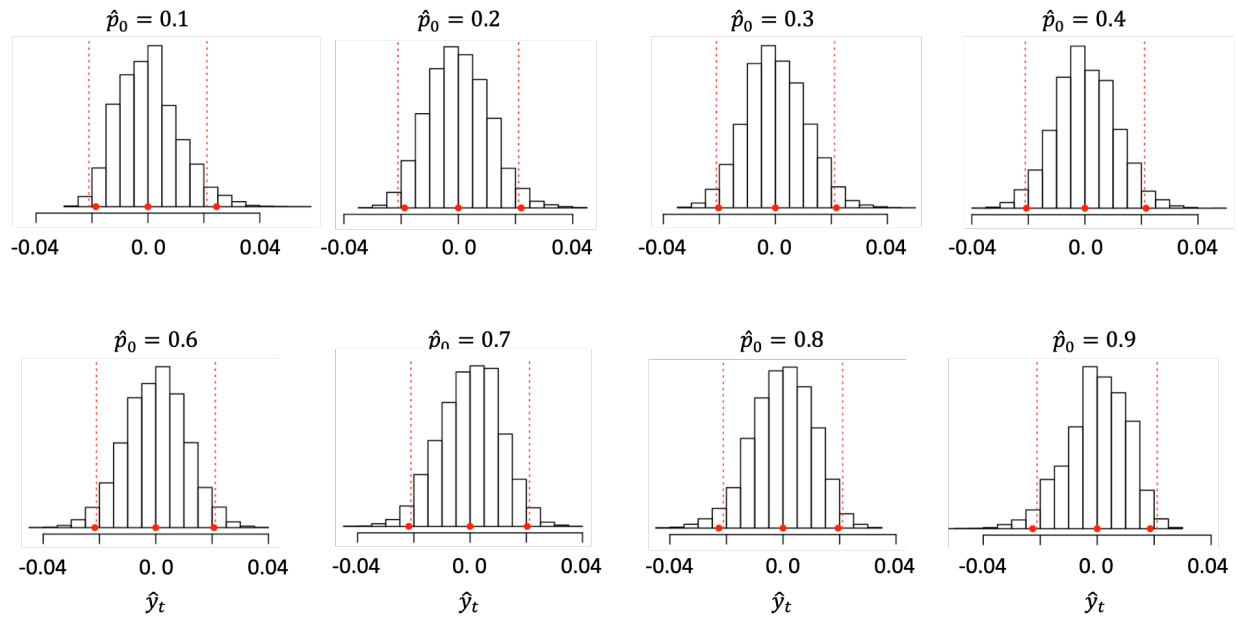 p̂₀ = 0.1 p̂₀ = 0.2 p̂₀ = 0.3 p̂₀ = 0.4
-0.04 0.0 0.04 -0.04 0.0 0.04 -0.04 0.0 0.04 -0.04 0.0 0.04
p̂₀ = 0.6 p̂₀ = 0.7 p̂₀ = 0.8 p̂₀ = 0.9
-0.04 0.0 0.04 -0.04 0.0 0.04 -0.04 0.0 0.04 -0.04 0.0 0.04
ŷₜ ŷₜ ŷₜ ŷₜ